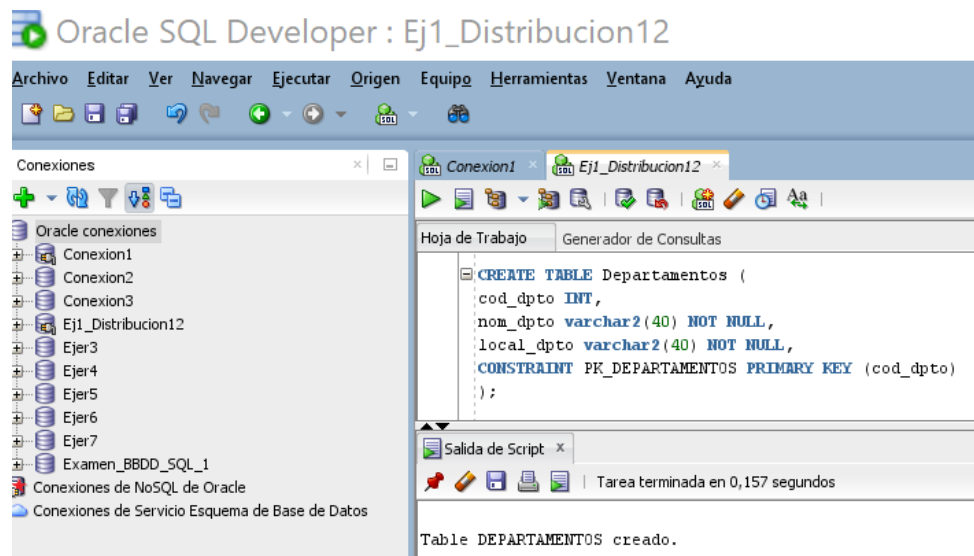 Oracle SQL Developer : Ej1_Distribucion12
Archivo Editar Ver Navegar Ejecutar Origen Equipo Herramientas Ventana Ayuda
Conexiones
Oracle conexiones
Conexion1
Conexion2
Conexion3
Ej1_Distribucion12
Ejer3
Ejer4
Ejer5
Ejer6
Ejer7
Examen_BBDD_SQL_1
Conexiones de NoSQL de Oracle
Conexiones de Servicio Esquema de Base de Datos
Conexion1 Ej1_Distribucion12
Hoja de Trabajo Generador de Consultas
CREATE TABLE Departamentos (
cod_dpto INT,
nom_dpto varchar2(40) NOT NULL,
local_dpto varchar2(40) NOT NULL,
CONSTRAINT PK_DEPARTAMENTOS PRIMARY KEY (cod_dpto)
);
Salida de Script
Tarea terminada en 0,157 segundos
Table DEPARTAMENTOS creado.